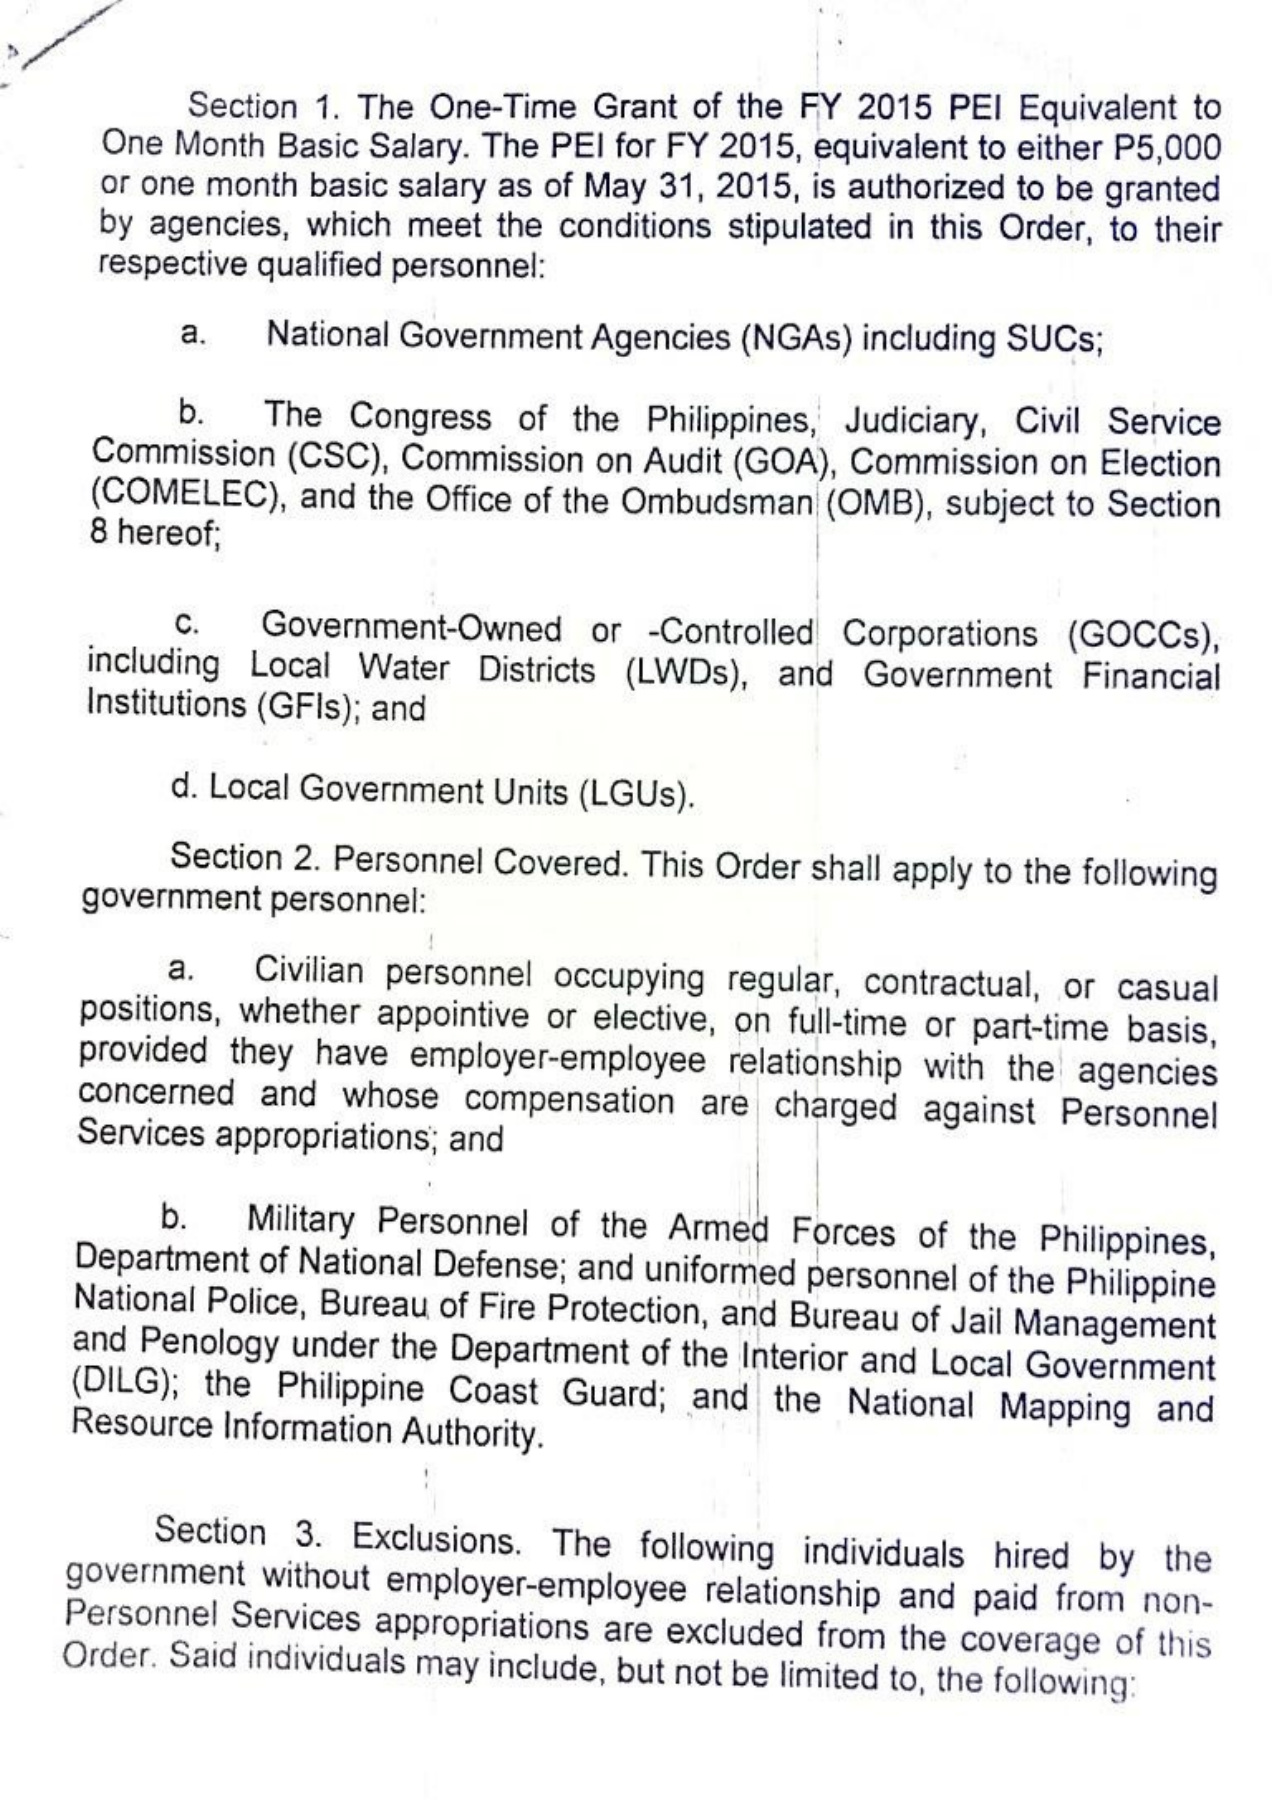 Section 1. The One-Time Grant of the FY 2015 PEI Equivalent to
One Month Basic Salary. The PEI for FY 2015, equivalent to either P5,000
or one month basic salary as of May 31, 2015, is authorized to be granted
by agencies, which meet the conditions stipulated in this Order, to their
respective qualified personnel:
a. National Government Agencies (NGAs) including SUCs;
b. The Congress of the Philippines, Judiciary, Civil Service
Commission (CSC), Commission on Audit (GOA), Commission on Election
(COMELEC), and the Office of the Ombudsman (OMB), subject to Section
8 hereof;
c. Government-Owned or -Controlled Corporations (GOCCs),
including Local Water Districts (LWDs), and Government Financial
Institutions (GFIs); and
d. Local Government Units (LGUs).
Section 2. Personnel Covered. This Order shall apply to the following
government personnel:
a. Civilian personnel occupying regular, contractual, or casual
positions, whether appointive or elective, on full-time or part-time basis,
provided they have employer-employee relationship with the agencies
concerned and whose compensation are charged against Personnel
Services appropriations; and
b. Military Personnel of the Armed Forces of the Philippines,
Department of National Defense; and uniformed personnel of the Philippine
National Police, Bureau of Fire Protection, and Bureau of Jail Management
and Penology under the Department of the Interior and Local Government
(DILG); the Philippine Coast Guard; and the National Mapping and
Resource Information Authority.
Section 3. Exclusions. The following individuals hired by the
government without employer-employee relationship and paid from non-
Personnel Services appropriations are excluded from the coverage of this
Order. Said individuals may include, but not be limited to, the following: